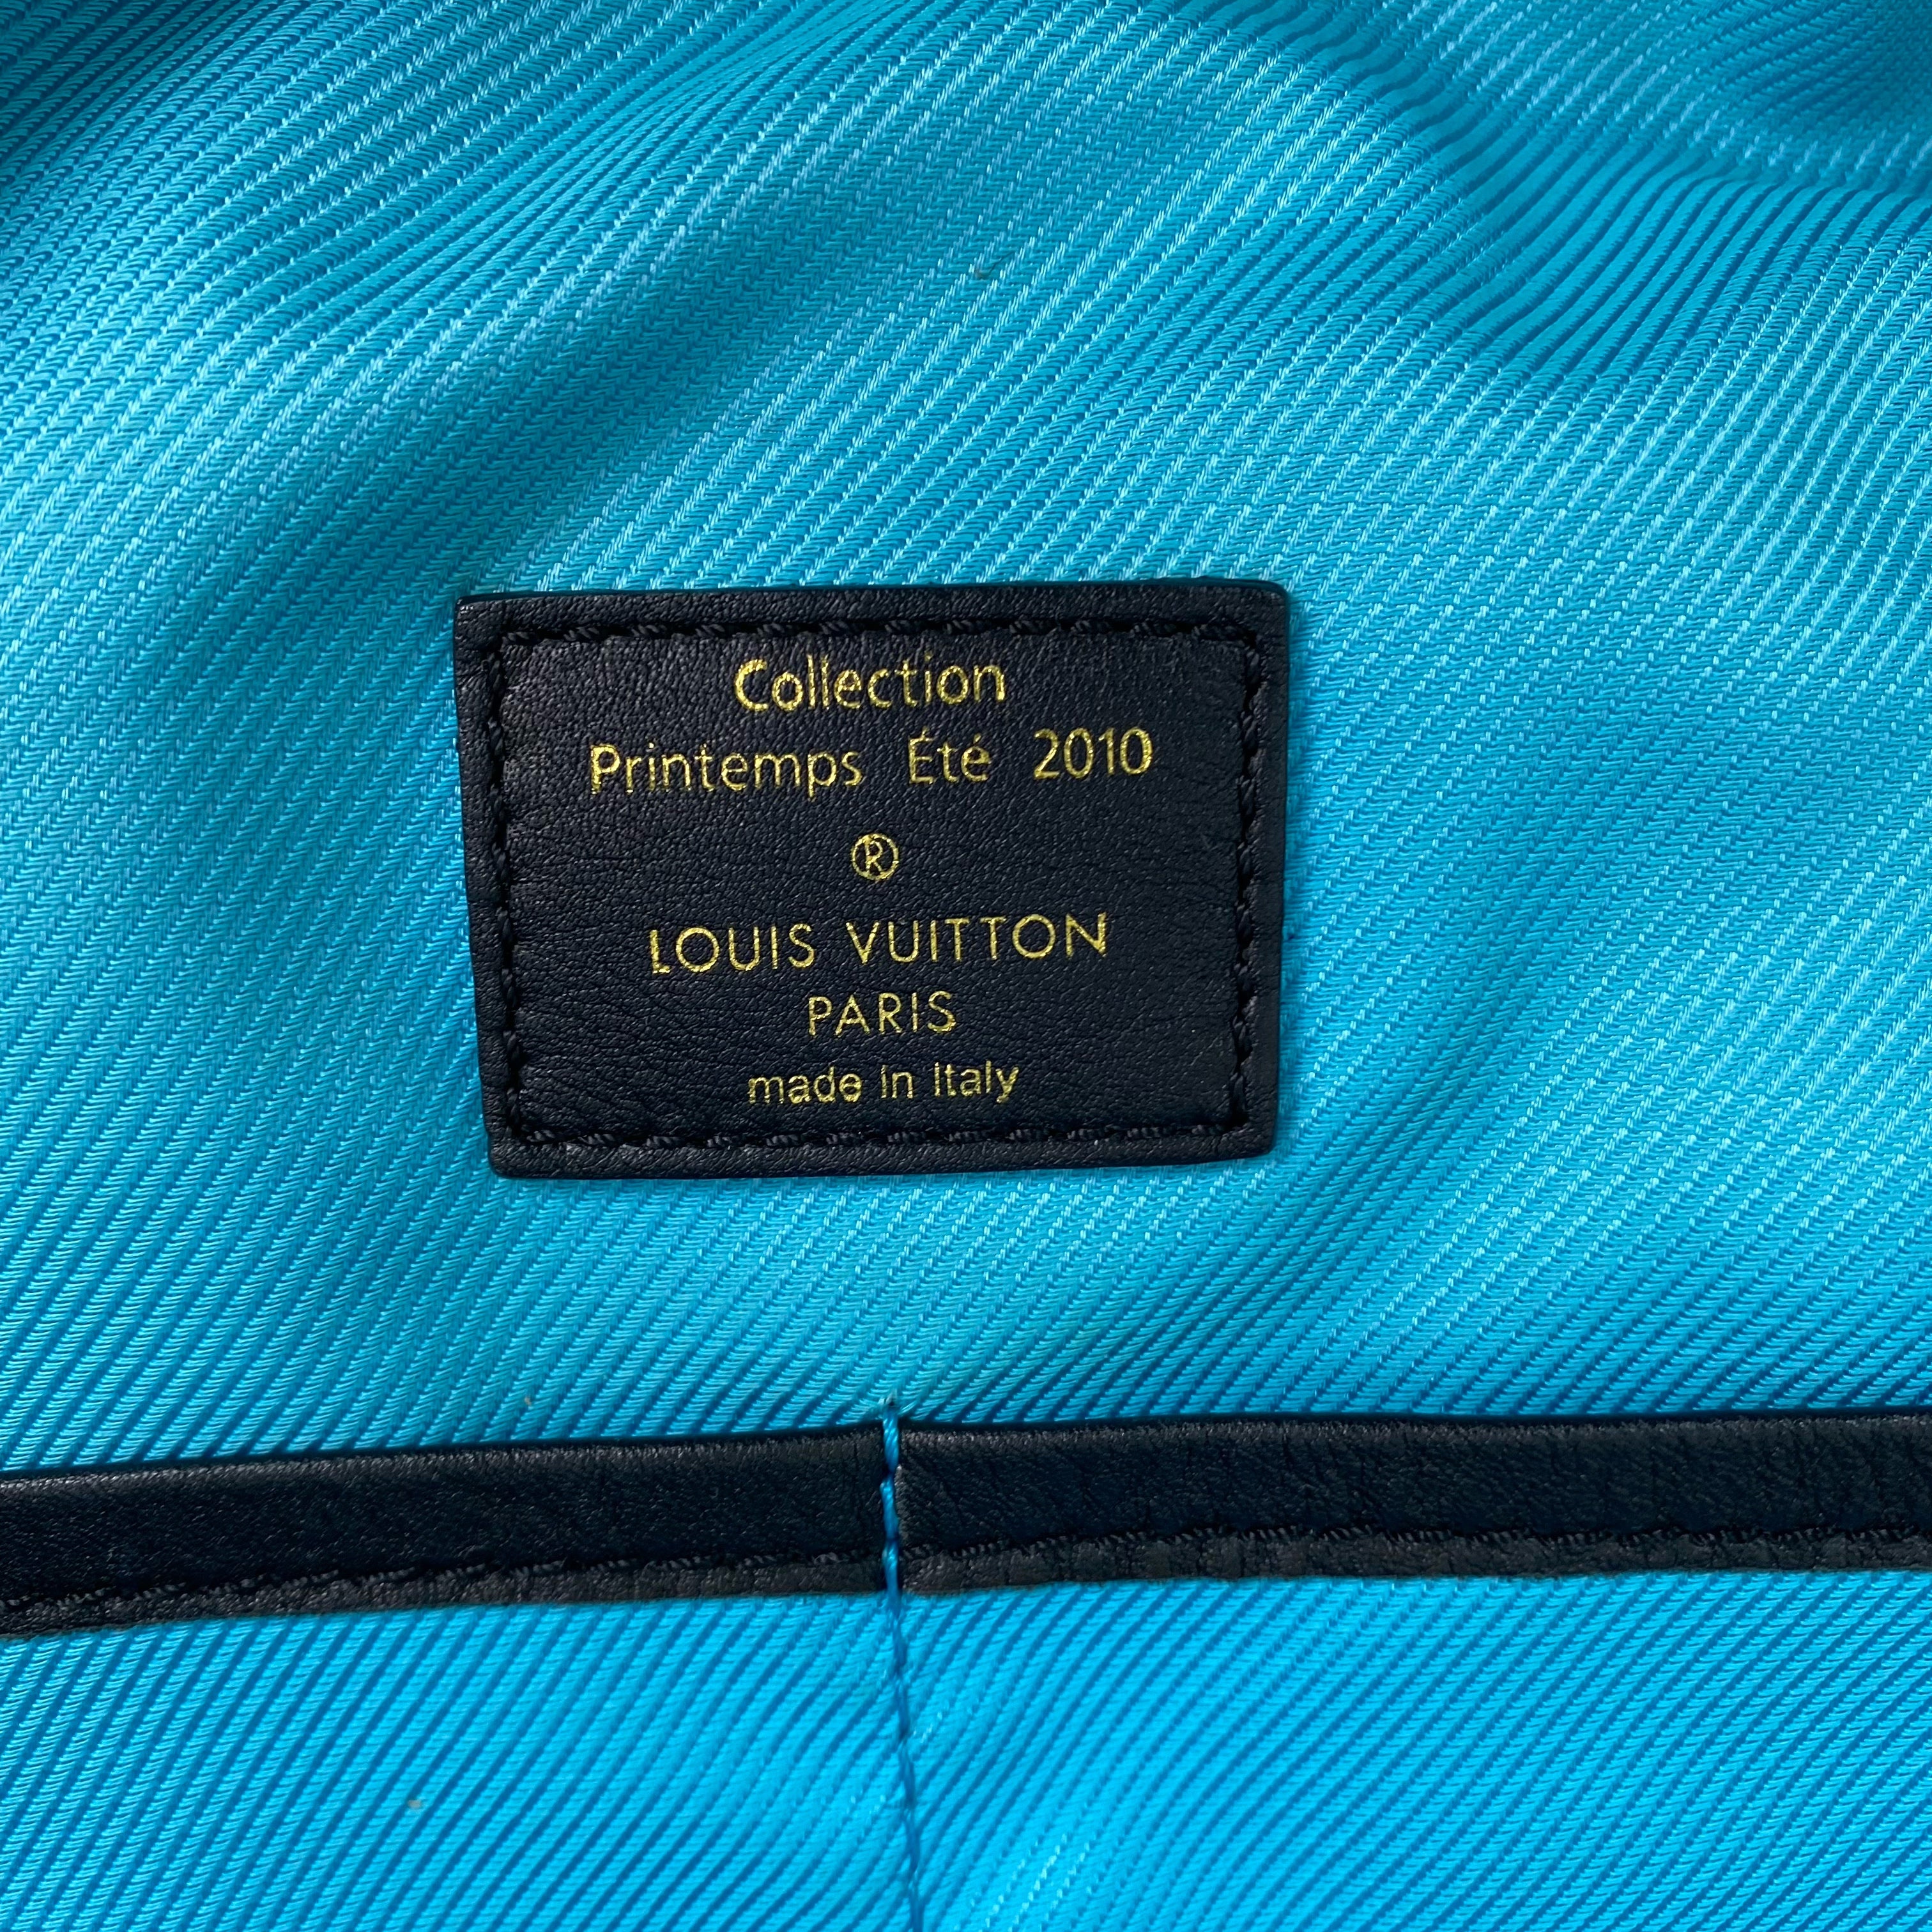 Collection
Printemps Été 2010
®
LOUIS VUITTON
PARIS
made in Italy